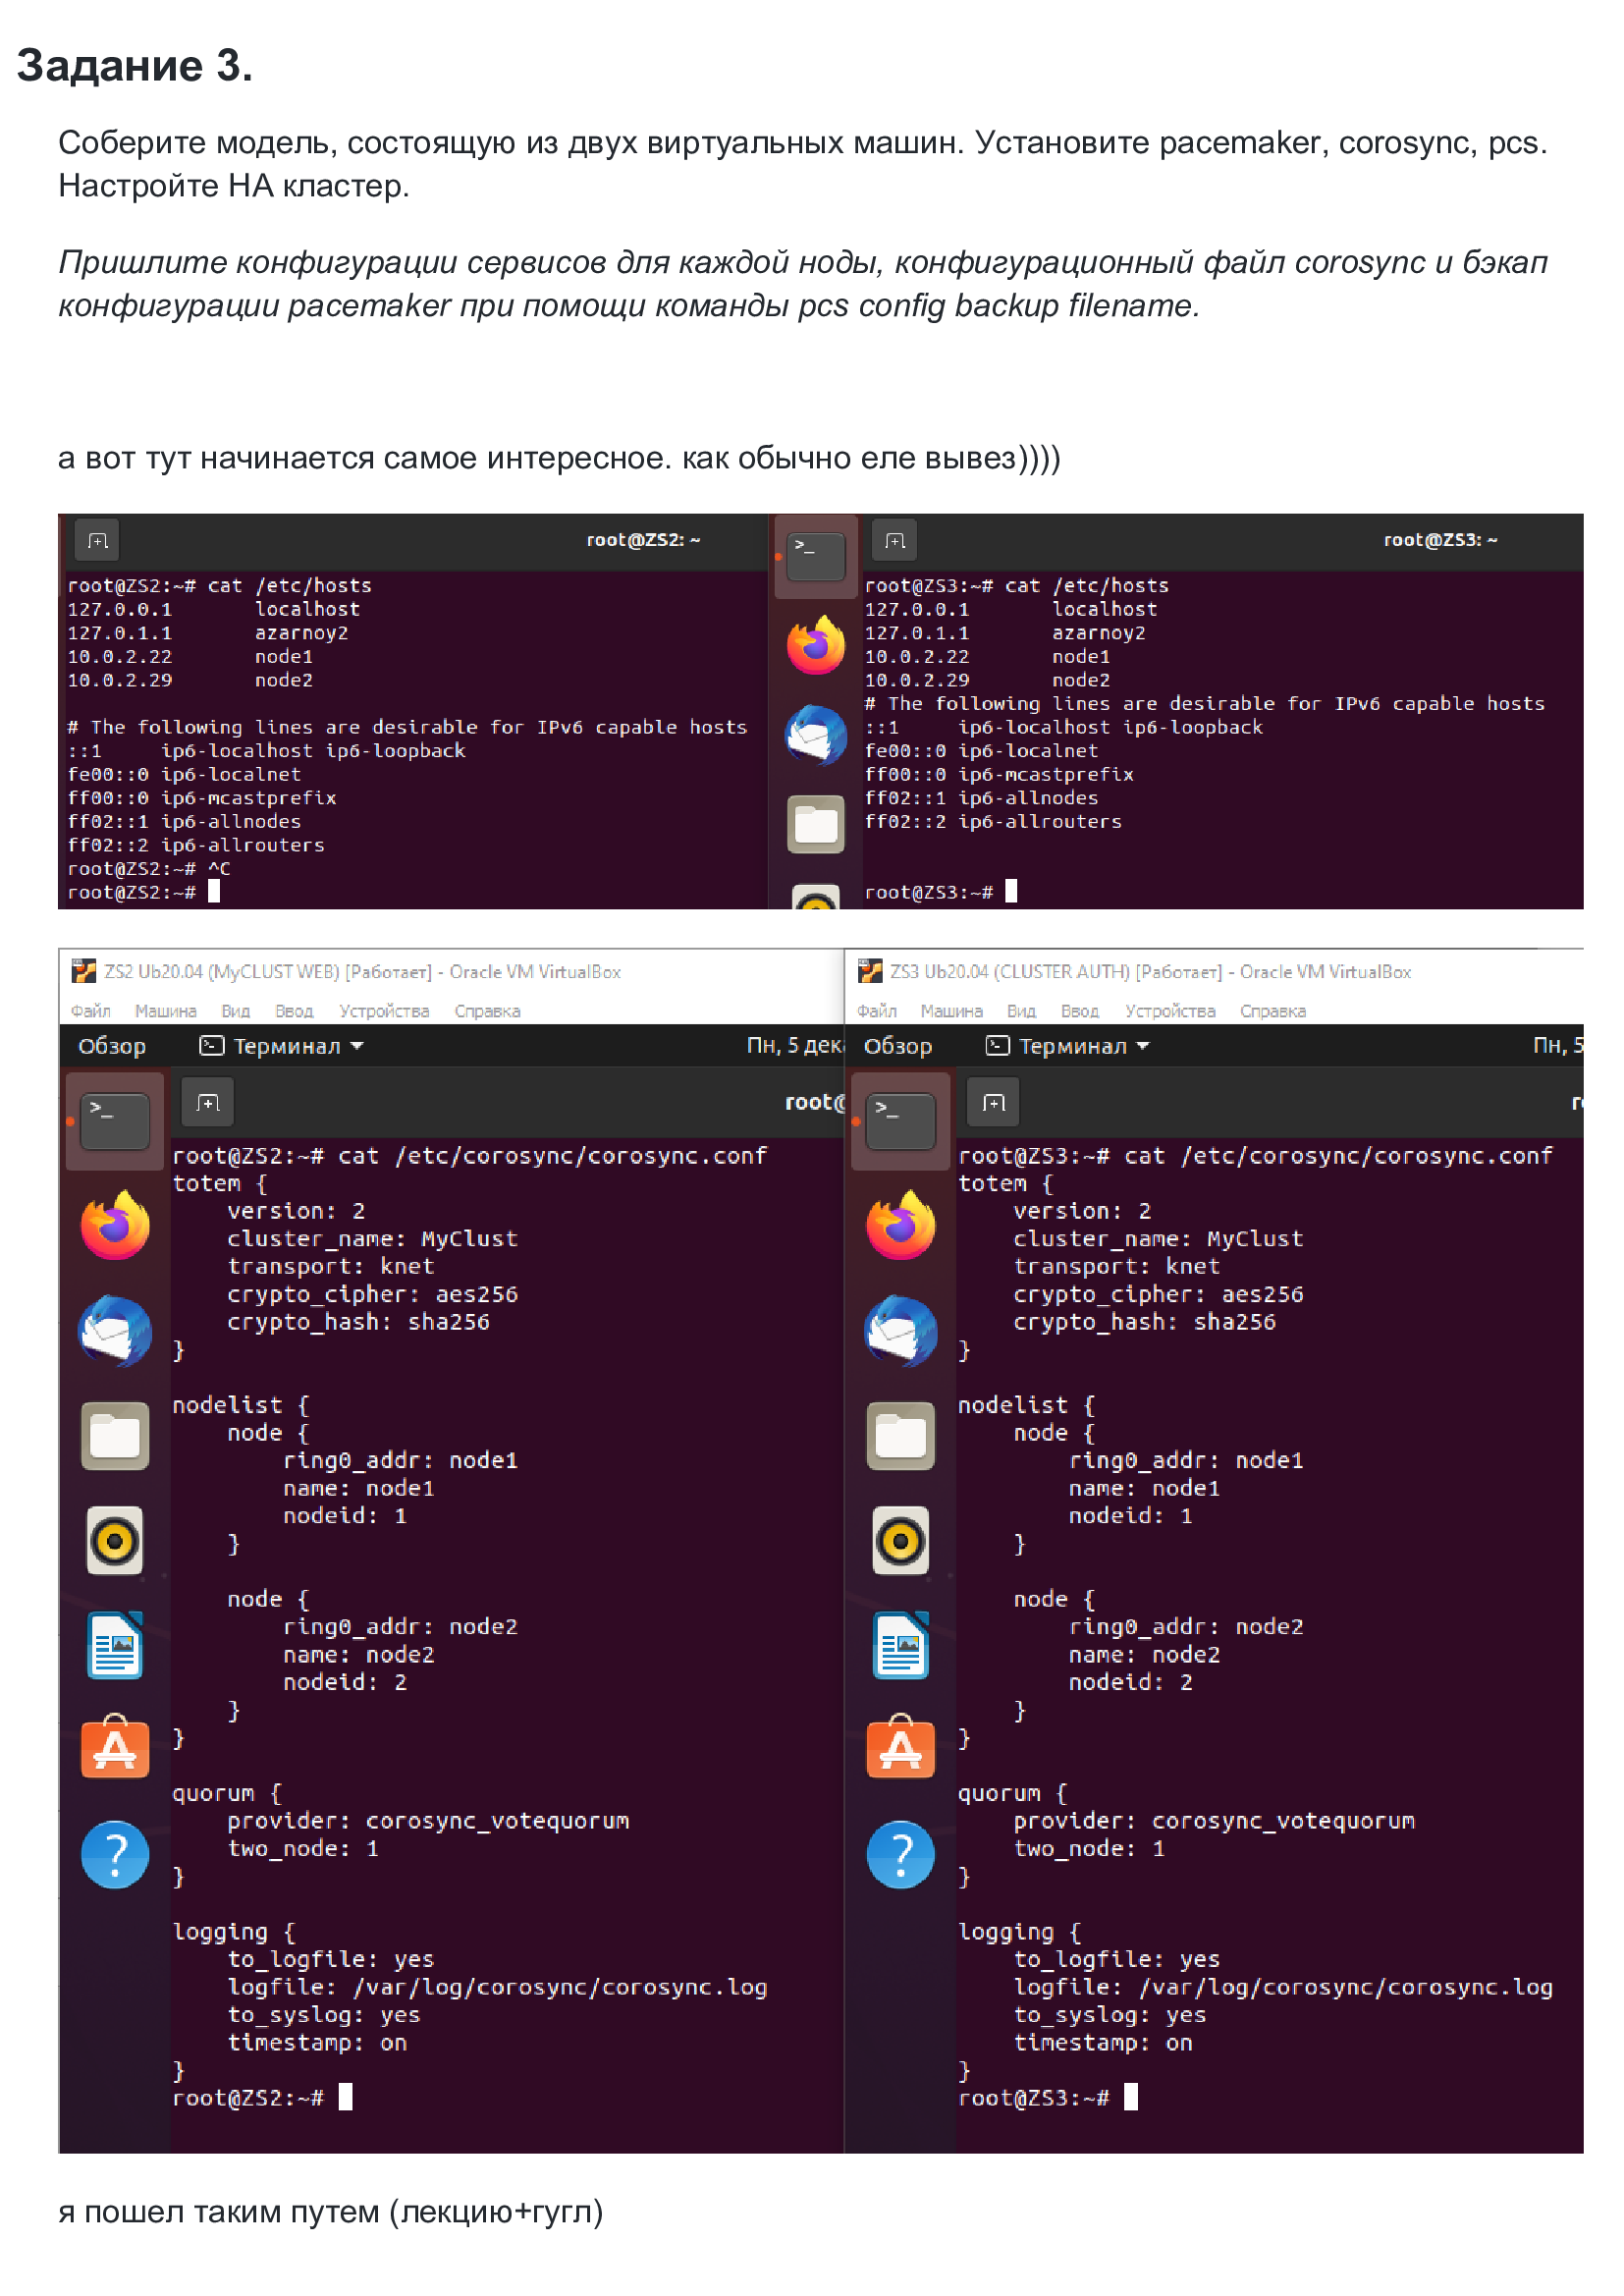 Задание 3.
Соберите модель, состоящую из двух виртуальных машин. Установите pacemaker, corosync, pcs.
Настройте HA кластер.
Пришлите конфигурации сервисов для каждой ноды, конфигурационный файл corosync и бэкап
конфигурации pacemaker при помощи команды pcs config backup filename.
а вот тут начинается самое интересное. как обычно еле вывез))))
root@ZS2: ~
root@ZS2:~# cat /etc/hosts
127.0.0.1       localhost
127.0.1.1       azarnoy2
10.0.2.22       node1
10.0.2.29       node2
# The following lines are desirable for IPv6 capable hosts
::1     ip6-localhost ip6-loopback
fe00::0 ip6-localnet
ff00::0 ip6-mcastprefix
ff02::1 ip6-allnodes
ff02::2 ip6-allrouters
root@ZS2:~# ^C
root@ZS2:~#
root@ZS3: ~
root@ZS3:~# cat /etc/hosts
127.0.0.1       localhost
127.0.1.1       azarnoy2
10.0.2.22       node1
10.0.2.29       node2
# The following lines are desirable for IPv6 capable hosts
::1     ip6-localhost ip6-loopback
fe00::0 ip6-localnet
ff00::0 ip6-mcastprefix
ff02::1 ip6-allnodes
ff02::2 ip6-allrouters
root@ZS3:~#
ZS2 Ub20.04 (MyCLUST WEB) [Работает] - Oracle VM VirtualBox
Файл Машина Вид Ввод Устройства Справка
Обзор Терминал Пн, 5 дека
root@
root@ZS2:~# cat /etc/corosync/corosync.conf
totem {
    version: 2
    cluster_name: MyClust
    transport: knet
    crypto_cipher: aes256
    crypto_hash: sha256
}
nodelist {
    node {
        ring0_addr: node1
        name: node1
        nodeid: 1
    }
    node {
        ring0_addr: node2
        name: node2
        nodeid: 2
    }
}
quorum {
    provider: corosync_votequorum
    two_node: 1
}
logging {
    to_logfile: yes
    logfile: /var/log/corosync/corosync.log
    to_syslog: yes
    timestamp: on
}
root@ZS2:~#
ZS3 Ub20.04 (CLUSTER AUTH) [Работает] - Oracle VM VirtualBox
Файл Машина Вид Ввод Устройства Справка
Обзор Терминал Пн, 5
r
root@ZS3:~# cat /etc/corosync/corosync.conf
totem {
    version: 2
    cluster_name: MyClust
    transport: knet
    crypto_cipher: aes256
    crypto_hash: sha256
}
nodelist {
    node {
        ring0_addr: node1
        name: node1
        nodeid: 1
    }
    node {
        ring0_addr: node2
        name: node2
        nodeid: 2
    }
}
quorum {
    provider: corosync_votequorum
    two_node: 1
}
logging {
    to_logfile: yes
    logfile: /var/log/corosync/corosync.log
    to_syslog: yes
    timestamp: on
}
root@ZS3:~#
я пошел таким путем (лекцию+гугл)